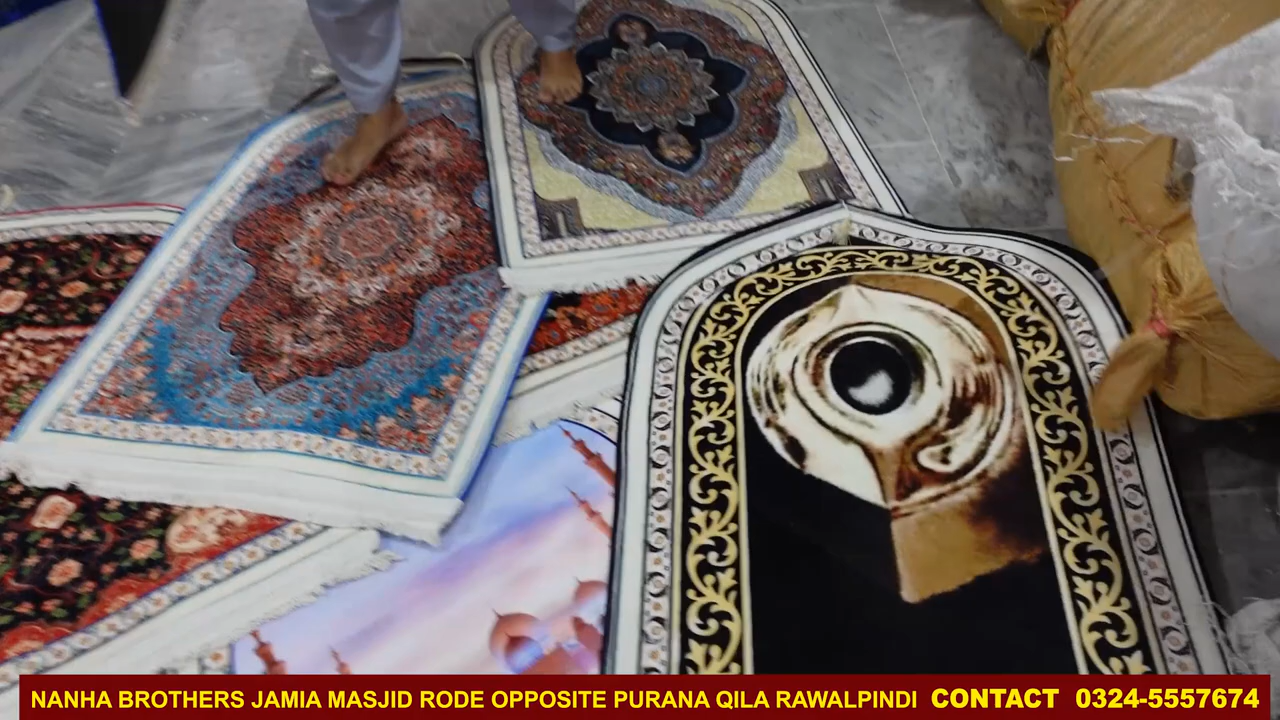 NANHA BROTHERS JAMIA MASJID RODE OPPOSITE PURANA QILA RAWALPINDI CONTACT 0324-5557674